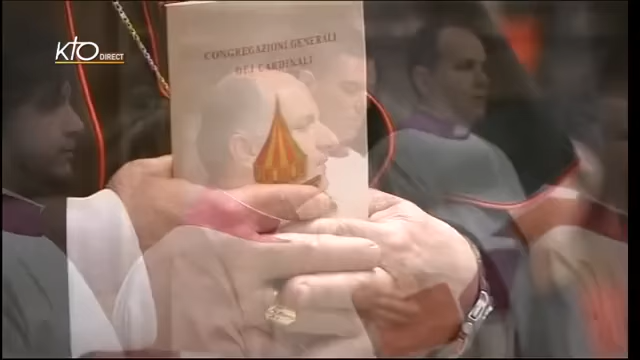 KTO DIRECT
CONGREGAZIONI GENERALI
DEI CARDINALI